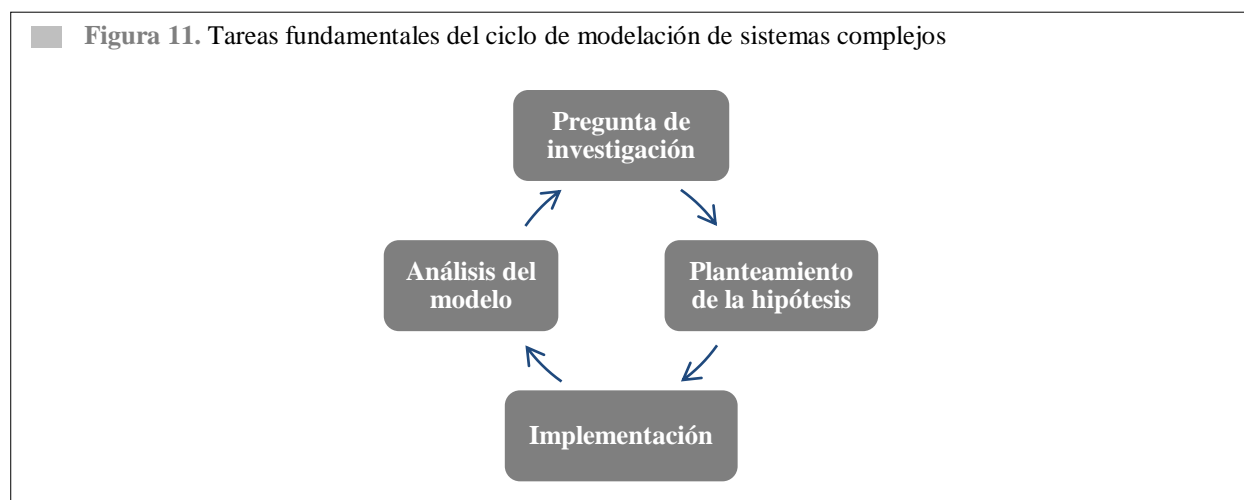 Figura 11. Tareas fundamentales del ciclo de modelación de sistemas complejos
Pregunta de
investigación
Análisis del
modelo
Planteamiento
de la hipótesis
Implementación